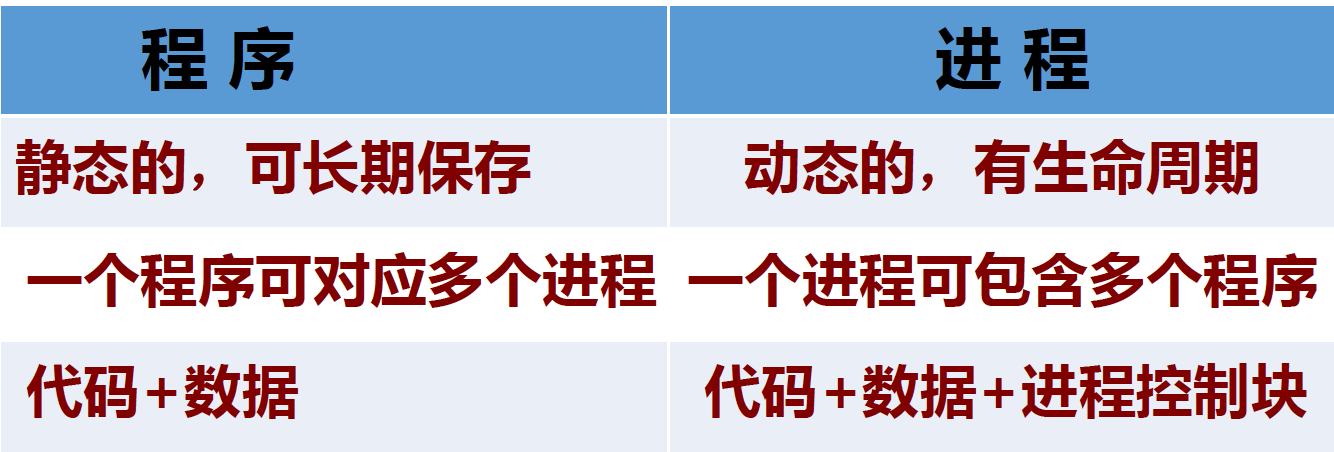 程 序
进 程
静态的，可长期保存
动态的，有生命周期
一个程序可对应多个进程
一个进程可包含多个程序
代码+数据
代码+数据+进程控制块